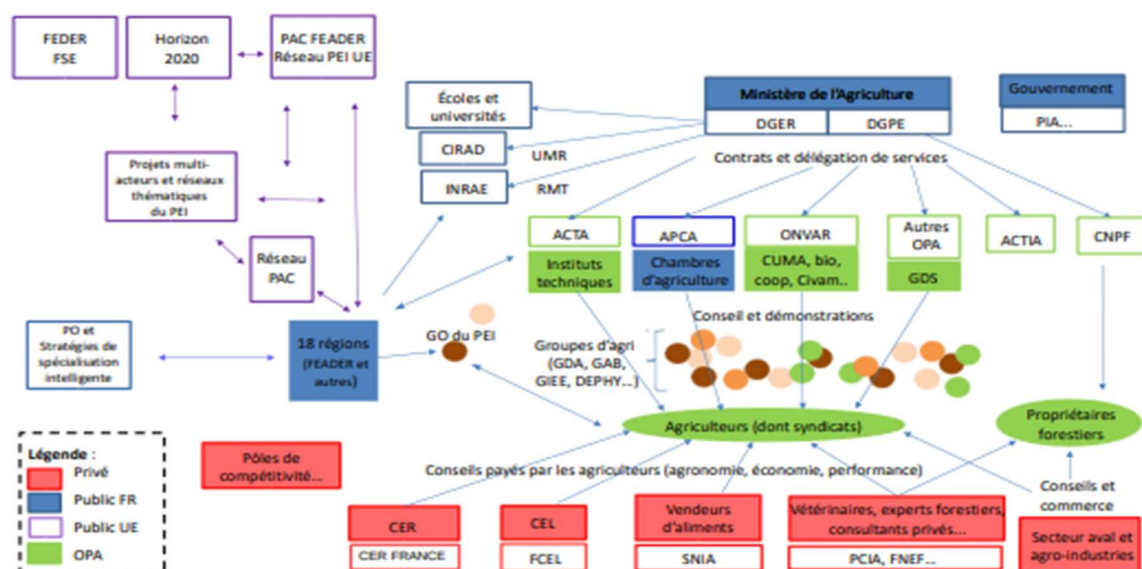 FEDER
FSE
Horizon
2020
PAC FEADER
Réseau PEI UE
Écoles et
universités
Ministère de l'Agriculture
DGER
DGPE
Gouvernement
PIA...
CIRAD
UMR
Contrats et délégation de services
INRAE
RMT
Projets multi-
acteurs et réseaux
thématiques
du PEI
ACTA
Instituts
techniques
APCA
Chambres
d'agriculture
ONVAR
CUMA, bio,
coop, Civam..
Autres
OPA
GDS
ACTIA
CNPF
Réseau
PAC
PO et
Stratégies de
spécialisation
intelligente
18 régions
(FEADER et
autres)
GO du PEI
Conseil et démonstrations
Groupes d'agri
(GDA, GAB,
GIEE, DEPHY...)
Agriculteurs (dont syndicats)
Propriétaires
forestiers
Légende :
Privé
Public FR
Public UE
OPA
Pôles de
compétitivité...
Conseils payés par les agriculteurs (agronomie, économie, performance)
Conseils et
commerce
CER
CER FRANCE
CEL
FCEL
Vendeurs
d'aliments
SNIA
Vétérinaires, experts forestiers,
consultants privés...
PCIA, FNEF...
Secteur aval et
agro-industries